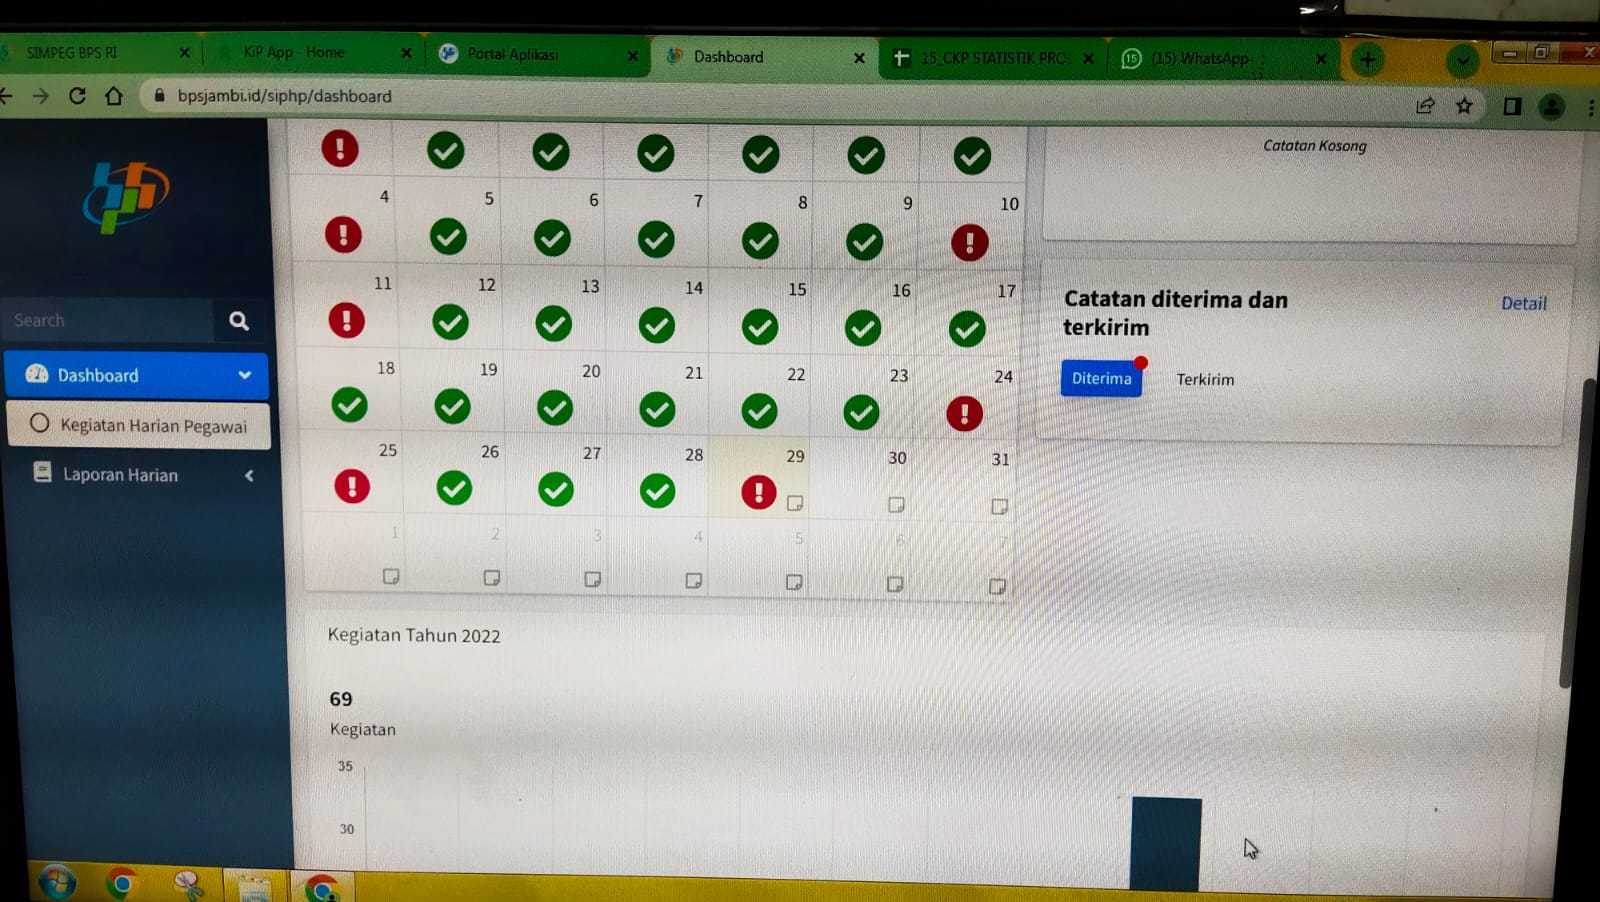 SIMPEG BPS RI
KiP App - Home
Portal Aplikasi
Dashboard
15_CKP STATISTIK PRO
(15) WhatsApp
bpsjambi.id/siphp/dashboard
Search
Dashboard
Kegiatan Harian Pegawai
Laporan Harian
4 5 6 7 8 9 10
11 12 13 14 15 16 17
18 19 20 21 22 23 24
25 26 27 28 29 30 31
1 2 3 4 5 6 7
Catatan Kosong
Catatan diterima dan
terkirim
Detail
Diterima
Terkirim
Kegiatan Tahun 2022
69
Kegiatan
35
30